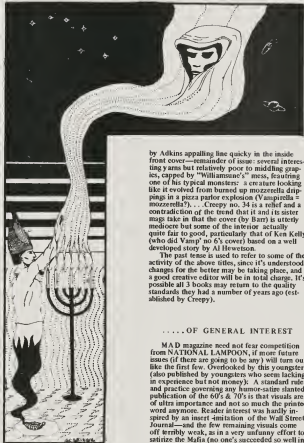 by Adkins appalling line quicky in the inside
front cover—remainder of issue: several interes-
ting yarns but relatively poor to middling grap-
ics, capped by "Williamsune's" mess, feautring
one of his typical monsters: a creature looking
like it evolved from burned up mozzerella drip-
pings in a pizza parlor explosion (Vampirella =
mozzerella?). . . .Creepy no. 34 is a relief and a
contradiction of the trend that it and its sister
mags take in that the cover (by Barr) is utterly
mediocre but some of the interior actually
quite fair to good, particularly that of Ken Kelly
(who did Vamp' no 6's cover) based on a well
developed story by Al Hewetson.
The past tense is used to refer to some of the
activity of the above titles, since it's understood
changes for the better may be taking place, and
a good creative editor will be in total charge. It's
possible all 3 books may return to the quality
standards they had a number of years ago (est-
ablished by Creepy).
. . . . .OF GENERAL INTEREST
MAD magazine need not fear competition
from NATIONAL LAMPOON, if more future
issues (if there are going to be any) will turn out
like the first few. Overlooked by this youngster
(also published by youngsters who seem lacking
in experience but not money): A standard rule
and practice governing any humor-satire slanted
publication of the 60's & 70's is that visuals are
of ultra importance and not so much the printed
word anymore. Reader interest was hardly in-
spired by an insert -imitation of the Wall Street
Journal—and the few remaining visuals come
off terribly weak, as in a very unfunny effort to
satirize the Mafia (no one's succeeded so well